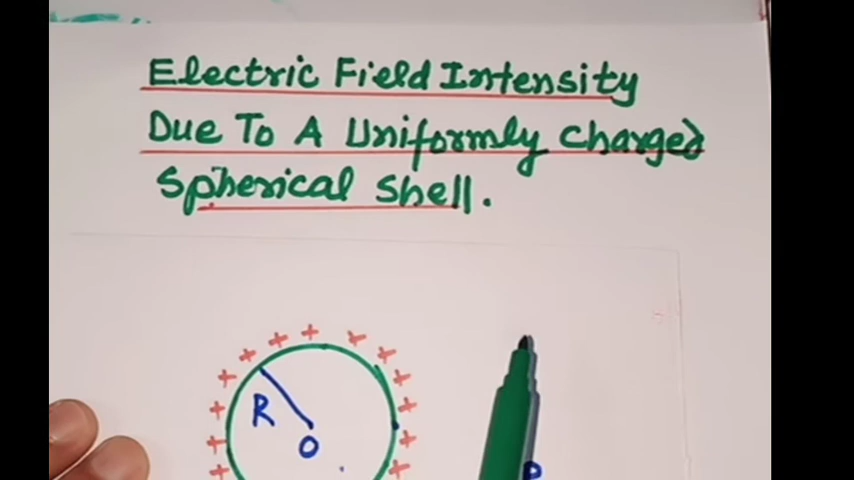 Electric Field Intensity
Due To A Uniformly Charged
Spherical Shell.
R
O
P